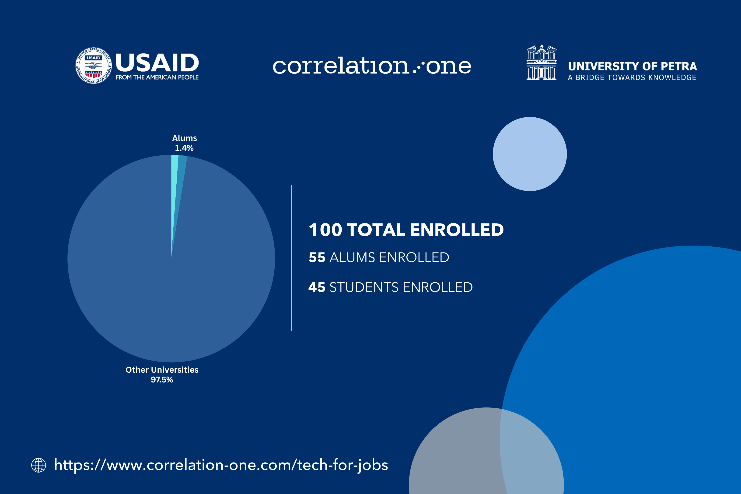 USAID
USAID
FROM THE AMERICAN PEOPLE
correlation one
UNIVERSITY OF PETRA
A BRIDGE TOWARDS KNOWLEDGE
Alums
1.4%
100 TOTAL ENROLLED
55 ALUMS ENROLLED
45 STUDENTS ENROLLED
Other Universities
97.5%
https://www.correlation-one.com/tech-for-jobs